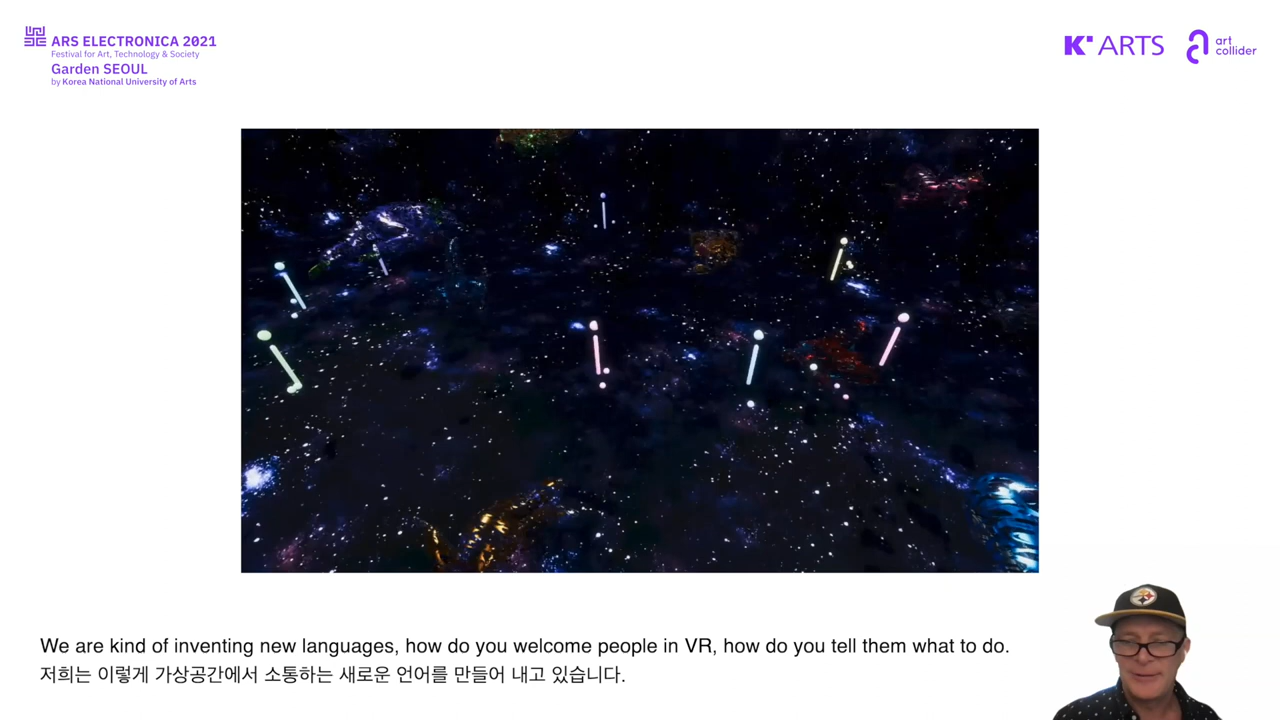 ARS ELECTRONICA 2021
Festival for Art, Technology & Society
Garden SEOUL
by Korea National University of Arts
K ARTS
art
collider
We are kind of inventing new languages, how do you welcome people in VR, how do you tell them what to do.
저희는 이렇게 가상공간에서 소통하는 새로운 언어를 만들어 내고 있습니다.